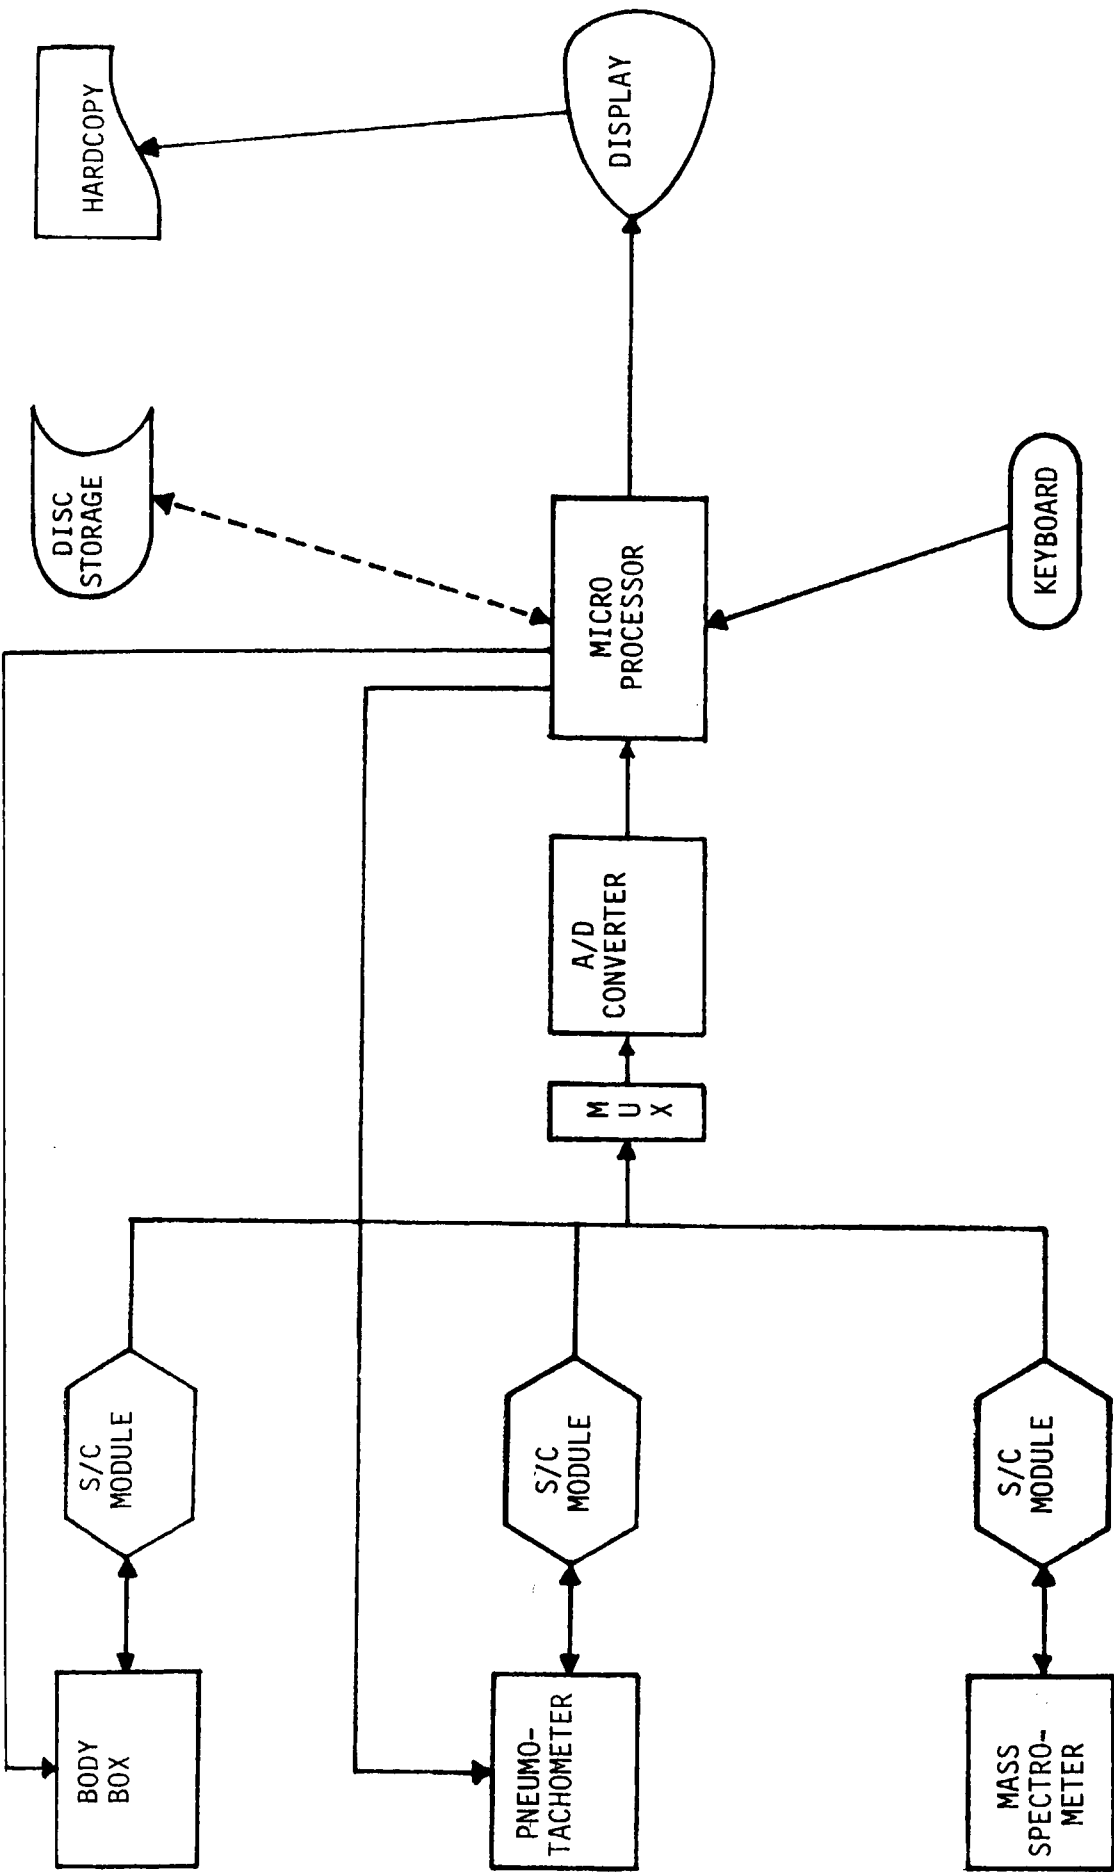 BODY
BOX
S/C
MODULE
DISC
STORAGE
HARDCOPY
PNEUMO-
TACHOMETER
S/C
MODULE
M
U
X
A/D
CONVERTER
MICRO
PROCESSOR
DISPLAY
MASS
SPECTRO-
METER
S/C
MODULE
KEYBOARD